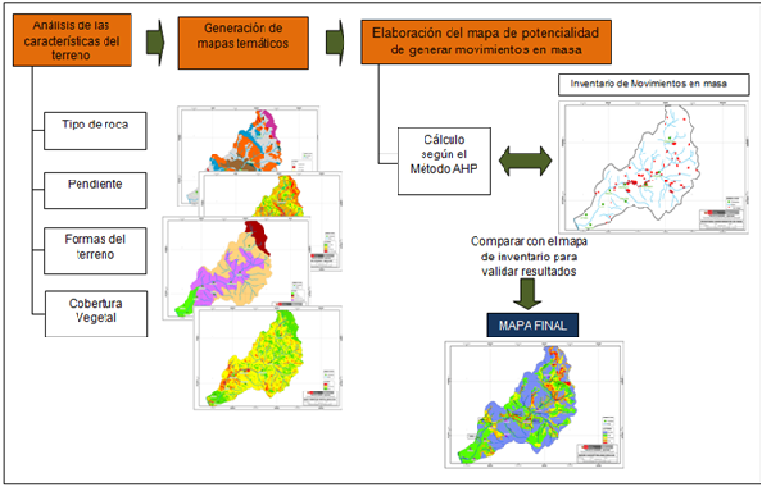 Análisis de las
características del
terreno
Generación de
mapas temáticos
Elaboración del mapa de potencialidad
de generar movimientos en masa
Tipo de roca
Pendiente
Formas del
terreno
Cobertura
Vegetal
Inventario de Movimientos en masa
Cálculo
según el
Método AHP
Comparar con el mapa
de inventario para
validar resultados
MAPA FINAL